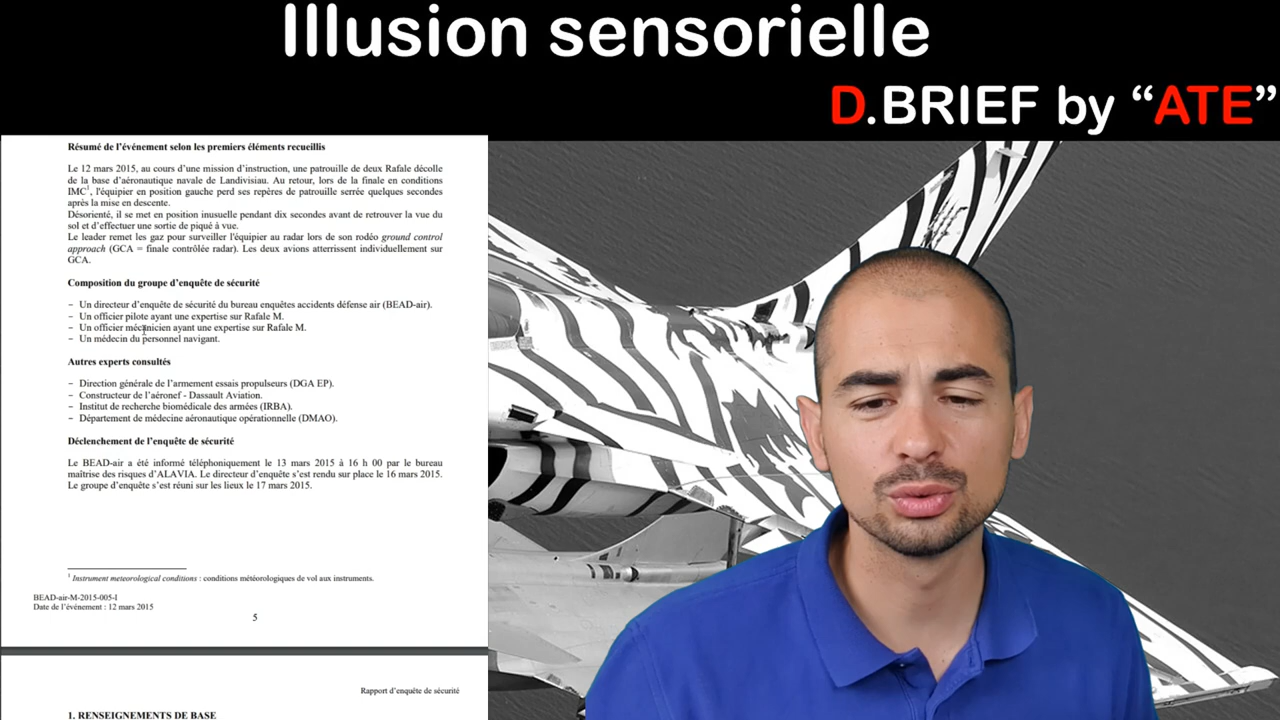 Illusion sensorielle
D.BRIEF by “ATE”
Résumé de l’événement selon les premiers éléments recueillis
Le 12 mars 2015, au cours d’une mission d’instruction, une patrouille de deux Rafale décolle
de la base d’aéronautique navale de Landivisiau. Au retour, lors de la finale en conditions
IMC1, l'équipier en position gauche perd ses repères de patrouille serrée quelques secondes
après la mise en descente.
Désorienté, il se met en position inusuelle pendant dix secondes avant de retrouver la vue du
sol et d’effectuer une sortie de piqué à vue.
Le leader remet les gaz pour surveiller l'équipier au radar lors de son rodéo ground control
approach (GCA = finale contrôlée radar). Les deux avions atterrissent individuellement sur
GCA.
Composition du groupe d’enquête de sécurité
− Un directeur d’enquête de sécurité du bureau enquêtes accidents défense air (BEAD-air).
− Un officier pilote ayant une expertise sur Rafale M.
− Un officier mécanicien ayant une expertise sur Rafale M.
− Un médecin du personnel navigant.
Autres experts consultés
− Direction générale de l’armement essais propulseurs (DGA EP).
− Constructeur de l’aéronef - Dassault Aviation.
− Institut de recherche biomédicale des armées (IRBA).
− Département de médecine aéronautique opérationnelle (DMAO).
Déclenchement de l’enquête de sécurité
Le BEAD-air a été informé téléphoniquement le 13 mars 2015 à 16 h 00 par le bureau
maîtrise des risques d’ALAVIA. Le directeur d’enquête s’est rendu sur place le 16 mars 2015.
Le groupe d’enquête s’est réuni sur les lieux le 17 mars 2015.
1 Instrument meteorological conditions : conditions météorologiques de vol aux instruments.
BEAD-air-M-2015-005-I
Date de l’événement : 12 mars 2015
5
Rapport d’enquête de sécurité
1. RENSEIGNEMENTS DE BASE